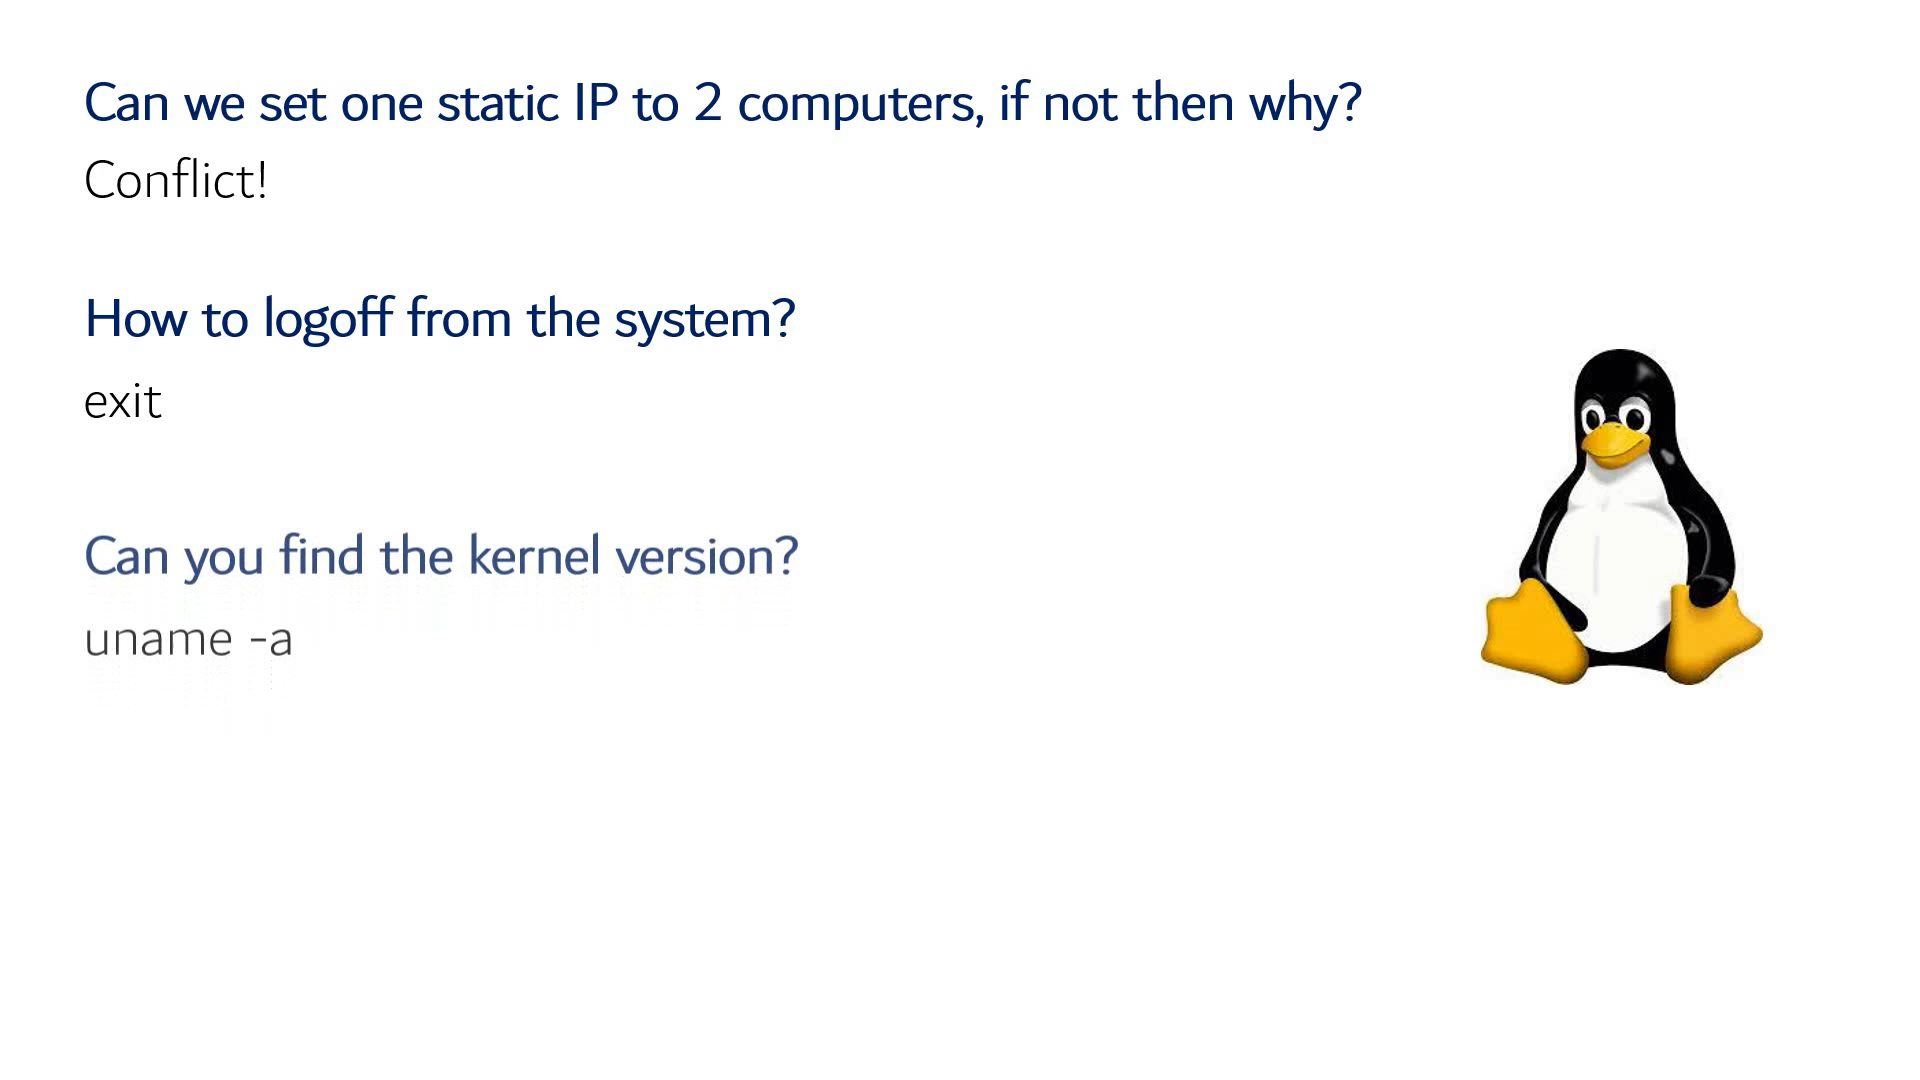 Can we set one static IP to 2 computers, if not then why?
Conflict!
How to logoff from the system?
exit
Can you find the kernel version?
uname -a